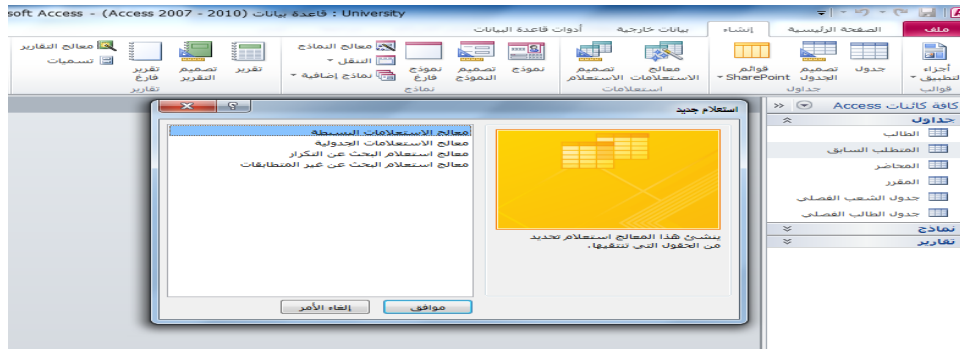 soft Access - (Access 2007 - 2010) قاعدة بيانات : University
ملف الصفحة الرئيسية إنشاء بيانات خارجية أدوات قاعدة البيانات
أجزاء التطبيق
قوالب
جدول
تصميم الجدول
قوائم SharePoint
جداول
معالج الاستعلامات
تصميم الاستعلام
استعلامات
نموذج
تصميم النموذج
نموذج فارغ
معالج النماذج
التنقل
نماذج إضافية
نماذج
تقرير
تصميم التقرير
تقرير فارغ
معالج التقارير
تسميات
تقارير
كافة كائنات Access
جداول
الطالب
المتطلب السابق
المحاضر
المقرر
جدول الشعب الفصلي
جدول الطالب الفصلي
نماذج
تقارير
استعلام جديد
ينشئ هذا المعالج استعلام تحديد
من الحقول التي تنتقيها.
معالج الاستعلامات البسيطة
معالج الاستعلامات الجدولية
معالج استعلام البحث عن التكرار
معالج استعلام البحث عن غير المتطابقات
موافق
إلغاء الأمر